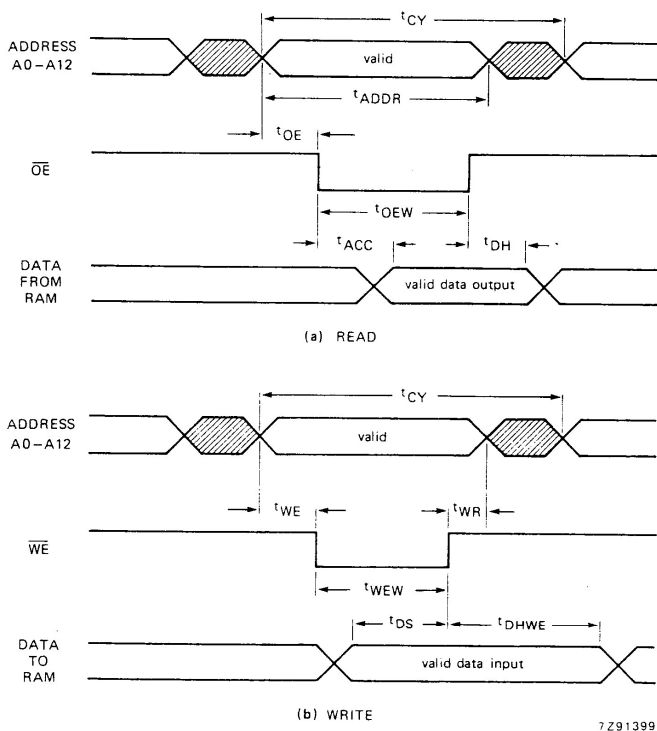 tCY
ADDRESS
A0–A12
valid
tADDR
tOE
OE
tOEW
tACC
tDH
DATA
FROM
RAM
valid data output
(a) READ
tCY
ADDRESS
A0–A12
valid
tWE
tWR
WE
tWEW
tDS
tDHWE
DATA
TO
RAM
valid data input
(b) WRITE
7Z91399